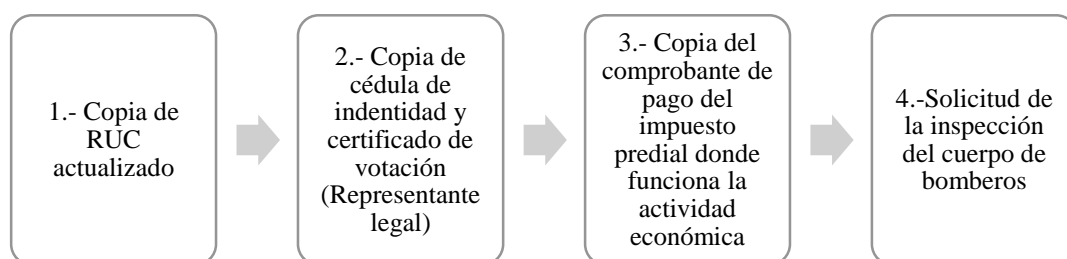 1.- Copia de
RUC
actualizado
2.- Copia de
cédula de
indentidad y
certificado de
votación
(Representante
legal)
3.- Copia del
comprobante de
pago del
impuesto
predial donde
funciona la
actividad
económica
4.-Solicitud de
la inspección
del cuerpo de
bomberos